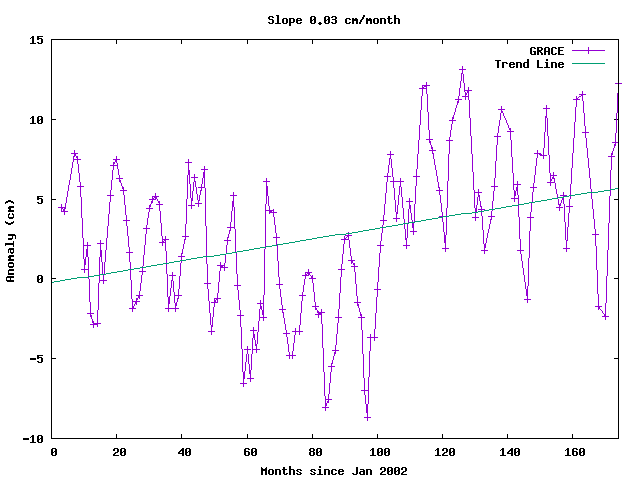 Slope 0.03 cm/month
15
GRACE
Trend Line
10
5
0
-5
-10
Anomaly (cm)
0 20 40 60 80 100 120 140 160
Months since Jan 2002